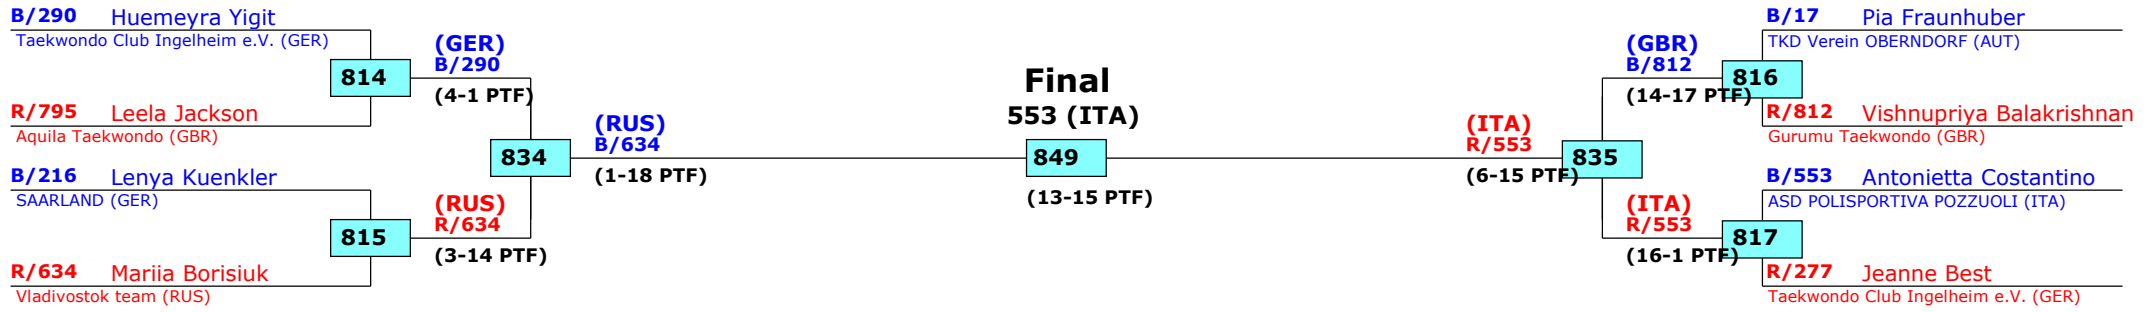 B/290 Huemeyra Yigit
Taekwondo Club Ingelheim e.V. (GER)
814
R/795 Leela Jackson
Aquila Taekwondo (GBR)
(GER)
B/290
(4-1 PTF)
B/216 Lenya Kuenkler
SAARLAND (GER)
815
R/634 Mariia Borisiuk
Vladivostok team (RUS)
(RUS)
R/634
(3-14 PTF)
834
(RUS)
B/634
(1-18 PTF)
Final
553 (ITA)
849
(13-15 PTF)
(ITA)
R/553
(6-15 PTF)
835
(GBR)
B/812
(14-17 PTF)
816
B/17 Pia Fraunhuber
TKD Verein OBERNDORF (AUT)
R/812 Vishnupriya Balakrishnan
Gurumu Taekwondo (GBR)
(ITA)
R/553
(16-1 PTF)
817
B/553 Antonietta Costantino
ASD POLISPORTIVA POZZUOLI (ITA)
R/277 Jeanne Best
Taekwondo Club Ingelheim e.V. (GER)